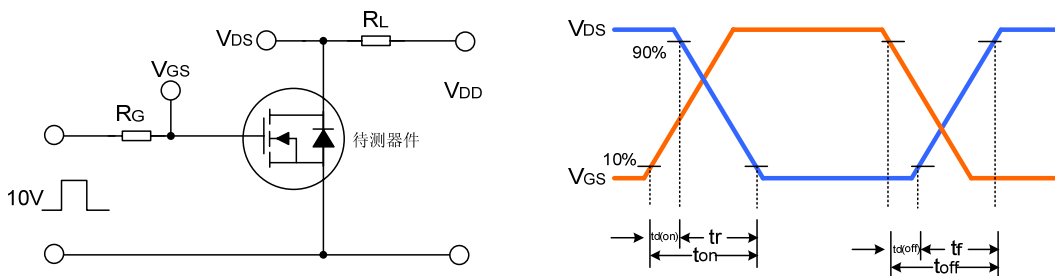 RL
VDS
VGS
VDD
RG
待测器件
10V
VDS
90%
10%
VGS
td(on)
tr
ton
td(off)
tf
toff